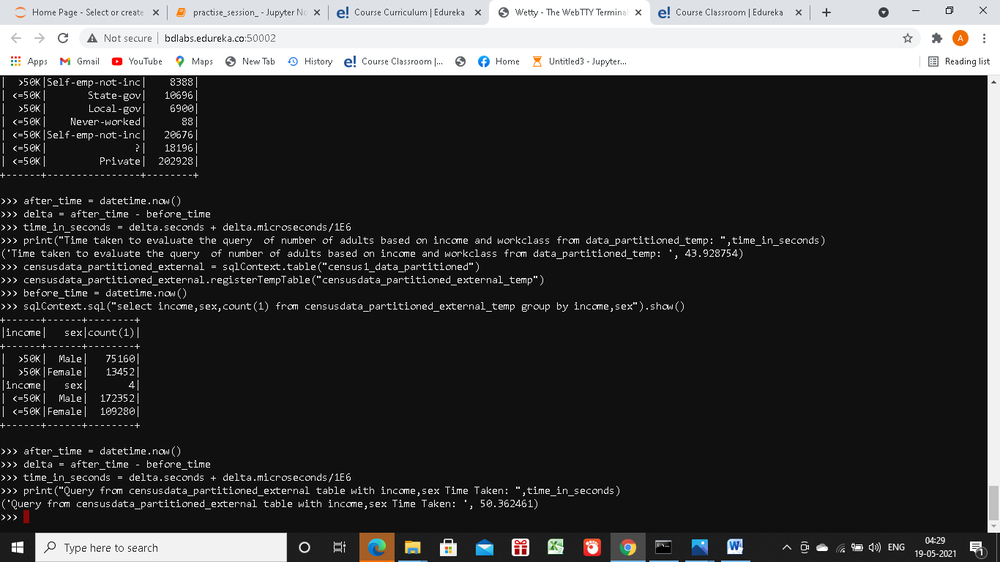 Home Page - Select or create
practise_session_ - Jupyter No
e! Course Curriculum | Edureka
Wetty - The WebTTY Terminal
e! Course Classroom | Edureka
Not secure | bdlabs.edureka.co:50002
A
Apps Gmail YouTube Maps New Tab History e! Course Classroom |... Home Untitled3 - Jupyter... Reading list
|  >50K|Self-emp-not-inc|    8388|
| <=50K|       State-gov|   10696|
|  >50K|       Local-gov|    6900|
| <=50K|    Never-worked|      88|
| <=50K|Self-emp-not-inc|   20676|
| <=50K|               ?|   18196|
| <=50K|         Private|  202928|
+------+----------------+--------+
>>> after_time = datetime.now()
>>> delta = after_time - before_time
>>> time_in_seconds = delta.seconds + delta.microseconds/1E6
>>> print("Time taken to evaluate the query  of number of adults based on income and workclass from data_partitioned_temp: ",time_in_seconds)
('Time taken to evaluate the query  of number of adults based on income and workclass from data_partitioned_temp: ', 43.928754)
>>> censusdata_partitioned_external = sqlContext.table("census1_data_partitioned")
>>> censusdata_partitioned_external.registerTempTable("censusdata_partitioned_external_temp")
>>> before_time = datetime.now()
>>> sqlContext.sql("select income,sex,count(1) from censusdata_partitioned_external_temp group by income,sex").show()
+------+------+--------+
|income|   sex|count(1)|
+------+------+--------+
|  >50K|  Male|   75160|
|  >50K|Female|   13452|
|income|   sex|       4|
| <=50K|  Male|  172352|
| <=50K|Female|  109280|
+------+------+--------+
>>> after_time = datetime.now()
>>> delta = after_time - before_time
>>> time_in_seconds = delta.seconds + delta.microseconds/1E6
>>> print("Query from censusdata_partitioned_external table with income,sex Time Taken: ",time_in_seconds)
('Query from censusdata_partitioned_external table with income,sex Time Taken: ', 50.362461)
>>>
Type here to search
ENG
04:29
19-05-2021
1